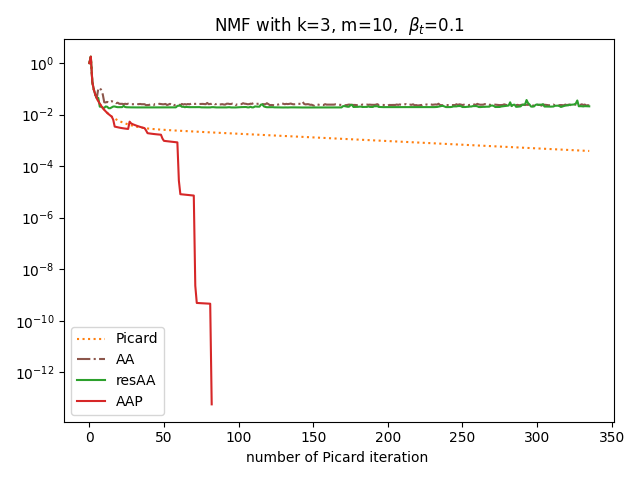 NMF with k=3, m=10, $\beta_t$=0.1
10^0
10^{-2}
10^{-4}
10^{-6}
10^{-8}
10^{-10}
10^{-12}
Picard
AA
resAA
AAP
0 50 100 150 200 250 300 350
number of Picard iteration